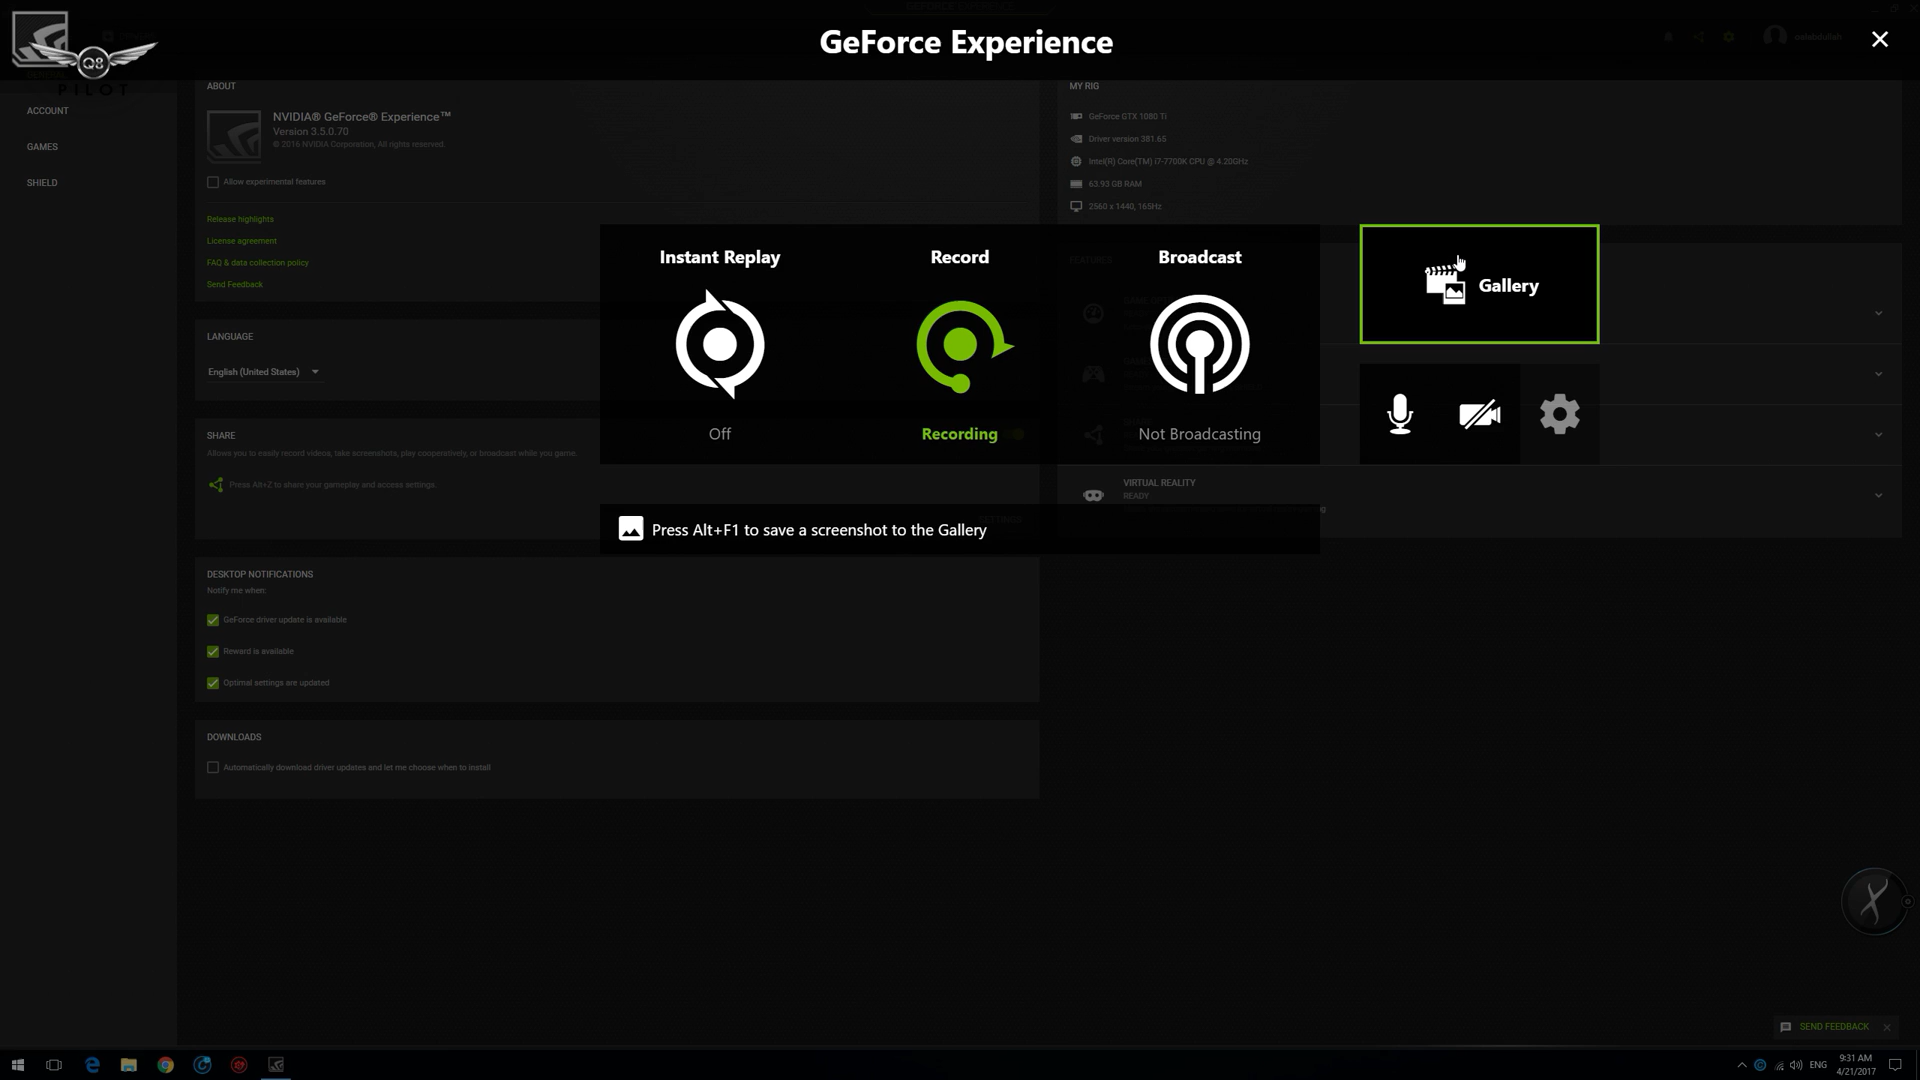 GEFORCE EXPERIENCE
GeForce Experience
Q8
PILOT
ACCOUNT
GAMES
SHIELD
ABOUT
NVIDIA® GeForce® Experience™
Version 3.5.0.70
© 2016 NVIDIA Corporation, All rights reserved.
Allow experimental features
Release highlights
License agreement
FAQ & data collection policy
Send Feedback
LANGUAGE
English (United States)
SHARE
Allows you to easily record videos, take screenshots, play cooperatively, or broadcast while you game.
Press Alt+Z to share your gameplay and access settings.
DESKTOP NOTIFICATIONS
Notify me when:
GeForce driver update is available
Reward is available
Optimal settings are updated
DOWNLOADS
Automatically download driver updates and let me choose when to install
MY RIG
GeForce GTX 1080 Ti
Driver version 381.65
Intel(R) Core(TM) i7-7700K CPU @ 4.20GHz
63.93 GB RAM
2560 x 1440, 165Hz
FEATURES
Instant Replay
Off
Record
Recording
Broadcast
Not Broadcasting
Gallery
VIRTUAL REALITY
READY
Press Alt+F1 to save a screenshot to the Gallery
SEND FEEDBACK
ENG
9:31 AM
4/21/2017